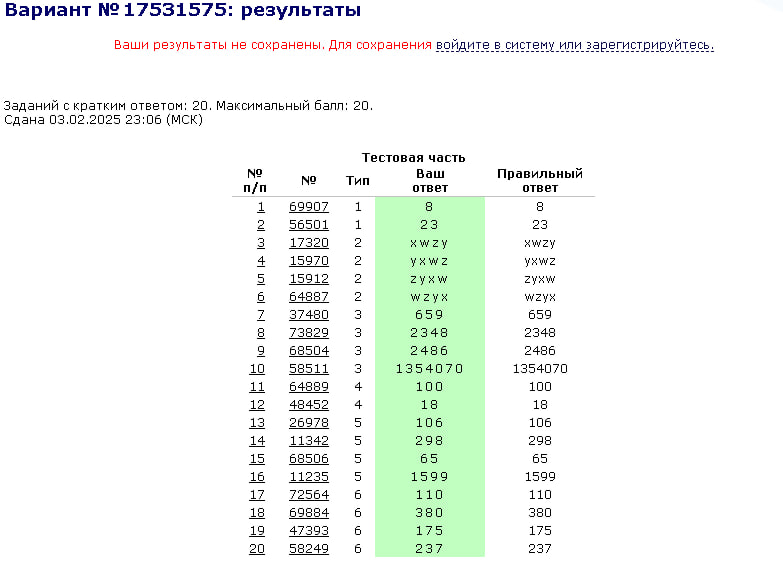 Вариант № 17531575: результаты
Ваши результаты не сохранены. Для сохранения войдите в систему или зарегистрируйтесь.
Заданий с кратким ответом: 20. Максимальный балл: 20.
Сдана 03.02.2025 23:06 (МСК)
Тестовая часть
№ п/п № Тип Ваш ответ Правильный ответ
1 69907 1 8 8
2 56501 1 23 23
3 17320 2 xwzy xwzy
4 15970 2 yxwz yxwz
5 15912 2 zyxw zyxw
6 64887 2 wzyx wzyx
7 37480 3 659 659
8 73829 3 2348 2348
9 68504 3 2486 2486
10 58511 3 1354070 1354070
11 64889 4 100 100
12 48452 4 18 18
13 26978 5 106 106
14 11342 5 298 298
15 68506 5 65 65
16 11235 5 1599 1599
17 72564 6 110 110
18 69884 6 380 380
19 47393 6 175 175
20 58249 6 237 237